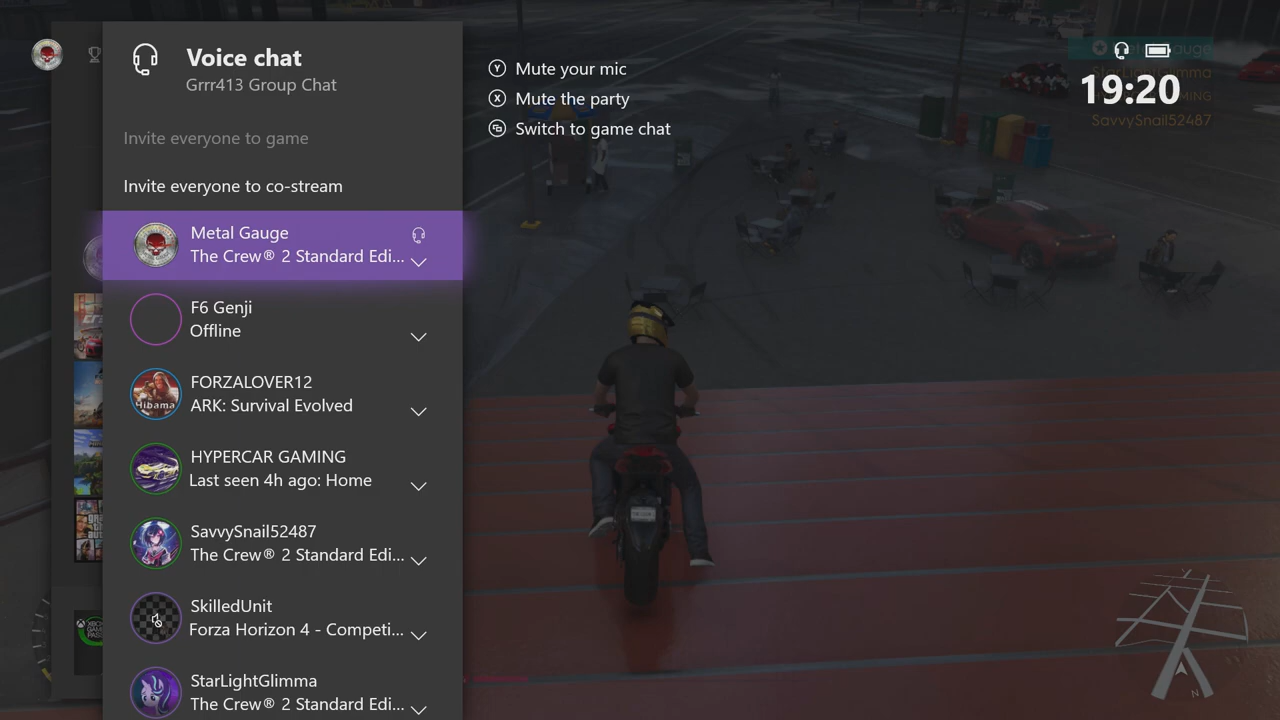 Voice chat
Grrr413 Group Chat
Invite everyone to game
Invite everyone to co-stream
Metal Gauge
The Crew® 2 Standard Edi...
F6 Genji
Offline
FORZALOVER12
ARK: Survival Evolved
Hibama
HYPERCAR GAMING
Last seen 4h ago: Home
SavvySnail52487
The Crew® 2 Standard Edi...
SkilledUnit
Forza Horizon 4 - Competi...
StarLightGlimma
The Crew® 2 Standard Edi...
Y Mute your mic
X Mute the party
Switch to game chat
19:20
SavvySnail52487
N